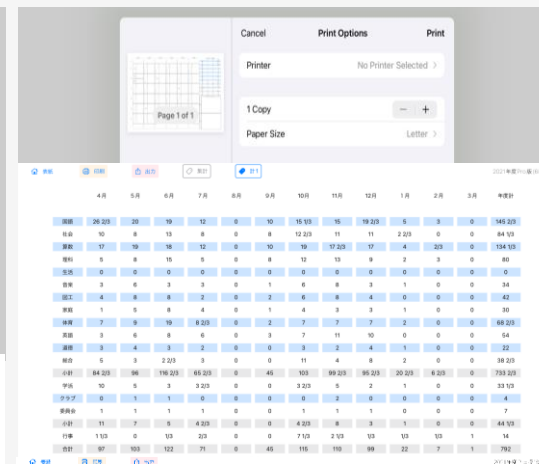 Cancel Print Options Print
Printer No Printer Selected >
Page 1 of 1
1 Copy − +
Paper Size Letter >
印刷 出力 集計 計1
4月 5月 6月 7月 8月 9月 10月 11月 12月 1月 2月 3月 年度計
国語 26 2/3 20 19 12 0 10 15 1/3 15 19 2/3 5 3 0 145 2/3
社会 10 8 13 8 0 8 12 2/3 11 11 2 2/3 0 0 84 1/3
算数 17 19 18 12 0 10 19 17 2/3 17 4 2/3 0 134 1/3
理科 5 8 15 5 0 8 12 13 9 2 3 0 80
生活 0 0 0 0 0 0 0 0 0 0 0 0 0
音楽 3 6 3 3 0 1 6 8 3 1 0 0 34
図工 4 8 8 2 0 2 6 8 4 0 0 0 42
家庭 1 5 8 4 0 1 4 3 3 1 0 0 30
体育 7 9 19 8 2/3 0 2 7 7 7 2 0 0 68 2/3
英語 3 6 8 6 0 3 7 11 10 0 0 0 54
道徳 3 4 3 2 0 0 3 2 4 1 0 0 22
総合 5 3 2 2/3 3 0 0 11 4 8 2 0 0 38 2/3
小計 84 2/3 96 116 2/3 65 2/3 0 45 103 99 2/3 95 2/3 20 2/3 6 2/3 0 733 2/3
学活 10 5 3 3 2/3 0 0 3 2/3 5 2 1 0 0 33 1/3
クラブ 0 1 1 0 0 0 0 2 0 0 0 0 4
委員会 1 1 1 1 0 0 1 1 1 0 0 0 7
小計 11 7 5 4 2/3 0 0 4 2/3 8 3 1 0 0 44 1/3
行事 1 1/3 0 1/3 2/3 0 0 7 1/3 2 1/3 1/3 1/3 1/3 1 14
合計 97 103 122 71 0 45 115 110 99 22 7 1 792